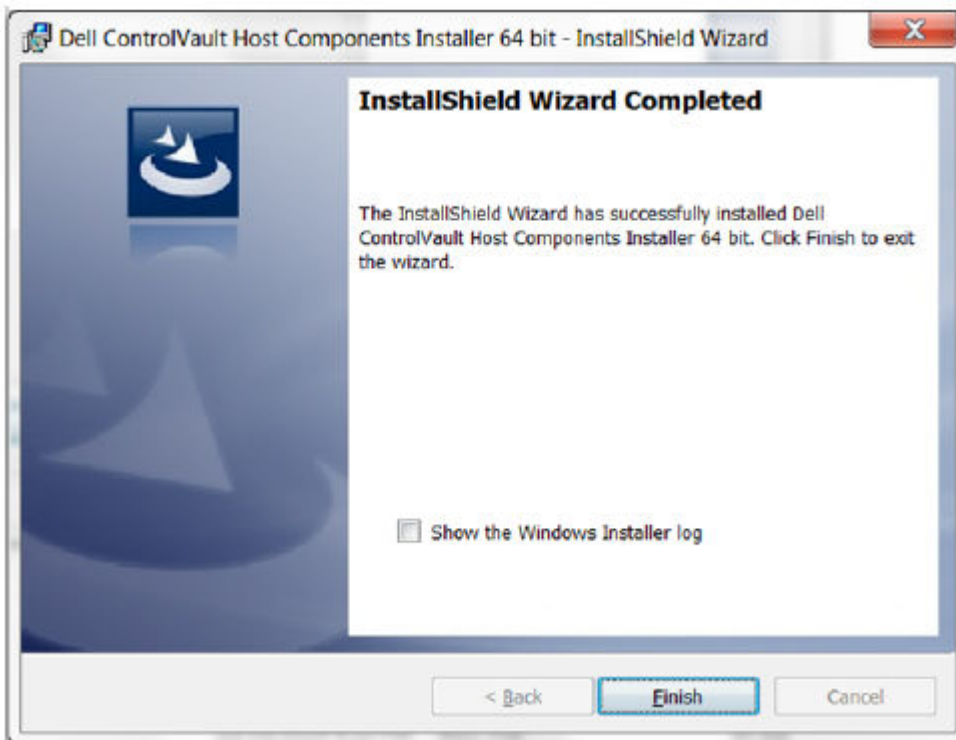 Dell ControlVault Host Components Installer 64 bit - InstallShield Wizard
InstallShield Wizard Completed
The InstallShield Wizard has successfully installed Dell
ControlVault Host Components Installer 64 bit. Click Finish to exit
the wizard.
Show the Windows Installer log
< Back
Finish
Cancel